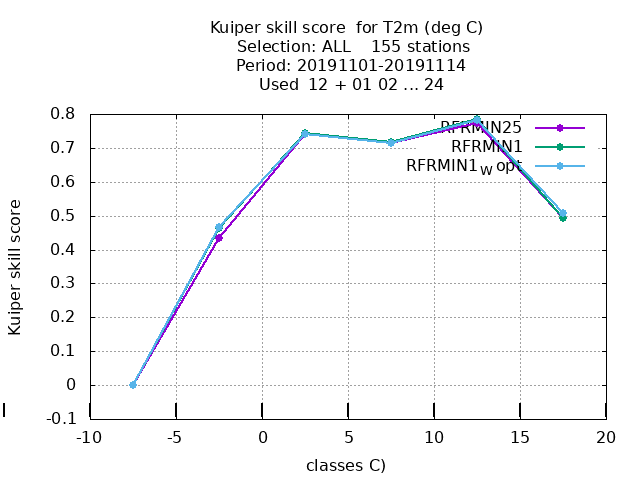 Kuiper skill score  for T2m (deg C)
Selection: ALL    155 stations
Period: 20191101-20191114
Used  12 + 01 02 ... 24
0.8
0.7
0.6
0.5
0.4
0.3
0.2
0.1
0
-0.1
Kuiper skill score
RFRMIN25
RFRMIN1
RFRMIN1w opt
-10 -5 0 5 10 15 20
classes C)